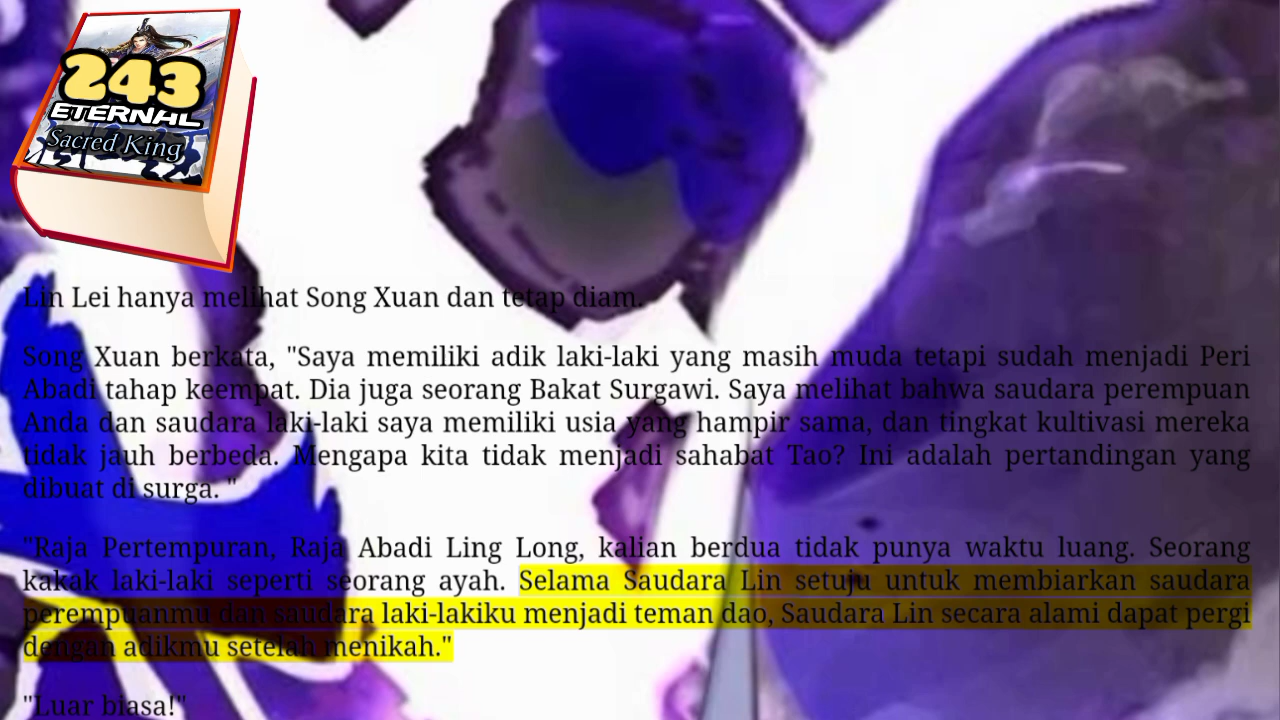 243
ETERNAL
Sacred King
Lin Lei hanya melihat Song Xuan dan tetap diam.
Song Xuan berkata, "Saya memiliki adik laki-laki yang masih muda tetapi sudah menjadi Peri
Abadi tahap keempat. Dia juga seorang Bakat Surgawi. Saya melihat bahwa saudara perempuan
Anda dan saudara laki-laki saya memiliki usia yang hampir sama, dan tingkat kultivasi mereka
tidak jauh berbeda. Mengapa kita tidak menjadi sahabat Tao? Ini adalah pertandingan yang
dibuat di surga. "
"Raja Pertempuran, Raja Abadi Ling Long, kalian berdua tidak punya waktu luang. Seorang
kakak laki-laki seperti seorang ayah. Selama Saudara Lin setuju untuk membiarkan saudara
perempuanmu dan saudara laki-lakiku menjadi teman dao, Saudara Lin secara alami dapat pergi
dengan adikmu setelah menikah."
"Luar biasa!"